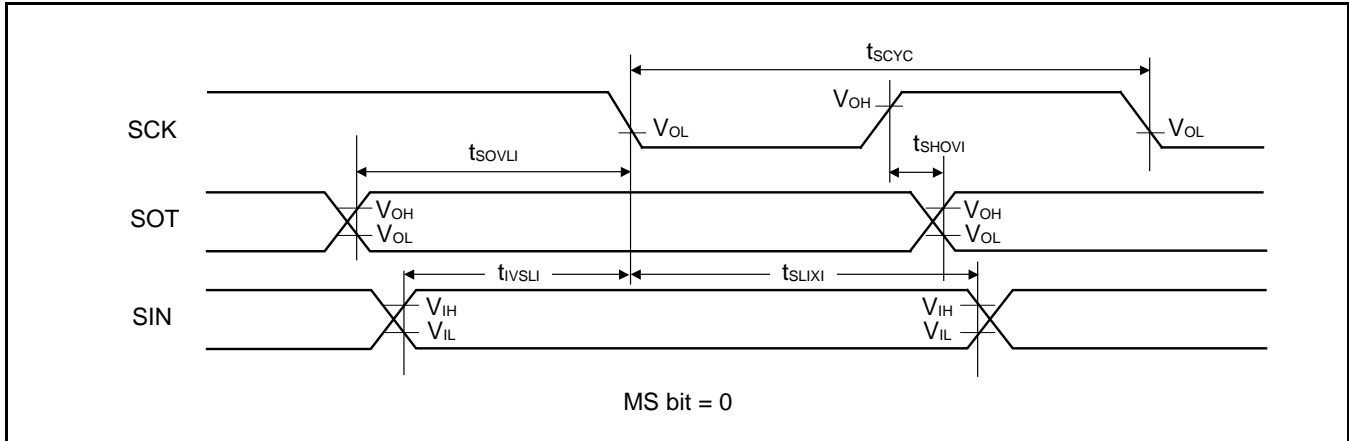 tSCYC
SCK
VOH
VOL
VOL
tSHOVI
tSOVLI
SOT
VOH
VOL
VOH
VOL
tIVSLI
tSLIXI
SIN
VIH
VIL
VIH
VIL
MS bit = 0